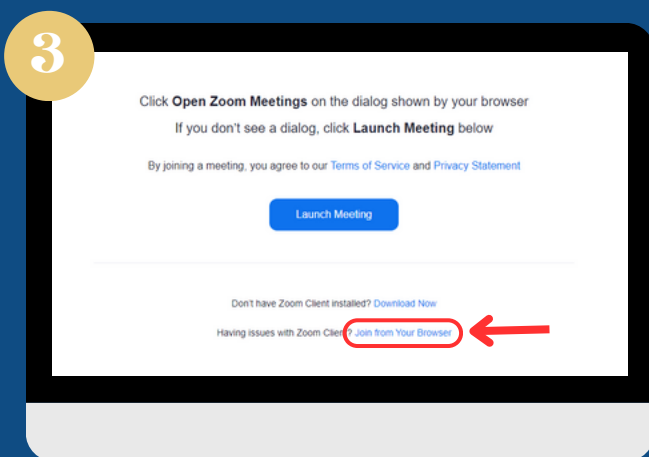 3
Click Open Zoom Meetings on the dialog shown by your browser
If you don't see a dialog, click Launch Meeting below
By joining a meeting, you agree to our Terms of Service and Privacy Statement
Launch Meeting
Don't have Zoom Client installed? Download Now
Having issues with Zoom Client? Join from Your Browser